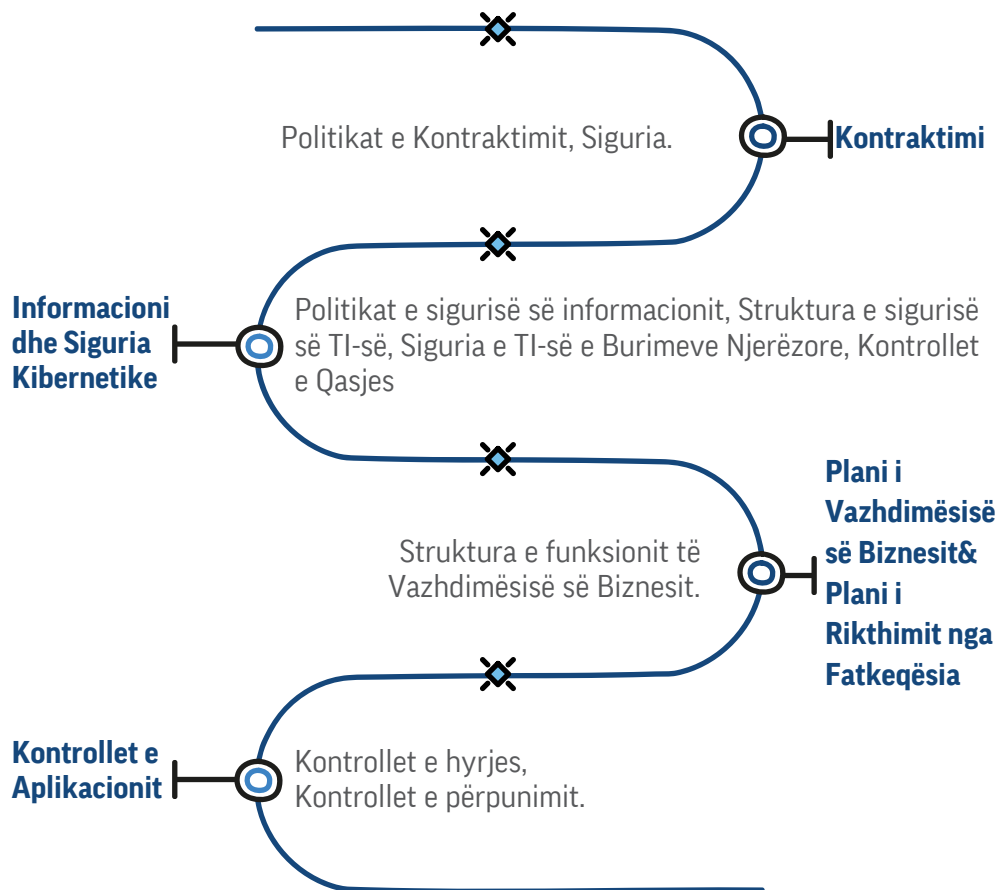 Politikat e Kontraktimit, Siguria.
Kontraktimi
Informacioni
dhe Siguria
Kibernetike
Politikat e sigurisë së informacionit, Struktura e sigurisë
së TI-së, Siguria e TI-së e Burimeve Njerëzore, Kontrollet
e Qasjes
Struktura e funksionit të
Vazhdimësisë së Biznesit.
Plani i
Vazhdimësisë
së Biznesit&
Plani i
Rikthimit nga
Fatkeqësia
Kontrollet e
Aplikacionit
Kontrollet e hyrjes,
Kontrollet e përpunimit.